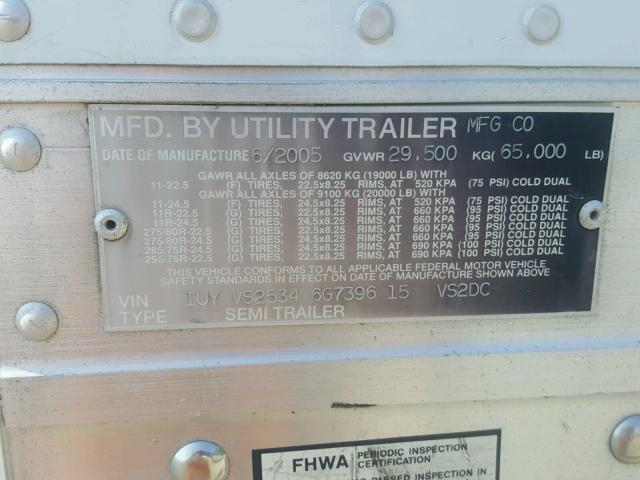 MFD. BY UTILITY TRAILER MFG CO
DATE OF MANUFACTURE 6/2005 GVWR 29,500 KG( 65,000 LB)
GAWR ALL AXLES OF 8620 KG (19000 LB) WITH
11-22.5 (F) TIRES, 22.5x8.25 RIMS, AT 520 KPA (75 PSI) COLD DUAL
GAWR ALL AXLES OF 9100 KG (20000 LB) WITH
11-24.5 (F) TIRES, 24.5x8.25 RIMS, AT 520 KPA (75 PSI) COLD DUAL
11R-22.5 (G) TIRES, 22.5x8.25 RIMS, AT 660 KPA (95 PSI) COLD DUAL
11R-24.5 (G) TIRES, 24.5x8.25 RIMS, AT 660 KPA (95 PSI) COLD DUAL
275/80R-22.5 (G) TIRES, 22.5x8.25 RIMS, AT 660 KPA (95 PSI) COLD DUAL
275/80R-24.5 (G) TIRES, 24.5x8.25 RIMS, AT 660 KPA (95 PSI) COLD DUAL
285/75R-24.5 (G) TIRES, 24.5x8.25 RIMS, AT 690 KPA (100 PSI) COLD DUAL
295/75R-22.5 (G) TIRES, 22.5x8.25 RIMS, AT 690 KPA (100 PSI) COLD DUAL
THIS VEHICLE CONFORMS TO ALL APPLICABLE FEDERAL MOTOR VEHICLE
SAFETY STANDARDS IN EFFECT ON DATE OF MANUFACTURE SHOWN ABOVE.
VIN 1UY VS2534 6G7396 15 VS2DC
TYPE SEMI TRAILER
FHWA PERIODIC INSPECTION
CERTIFICATION
PASSED INSPECTION IN